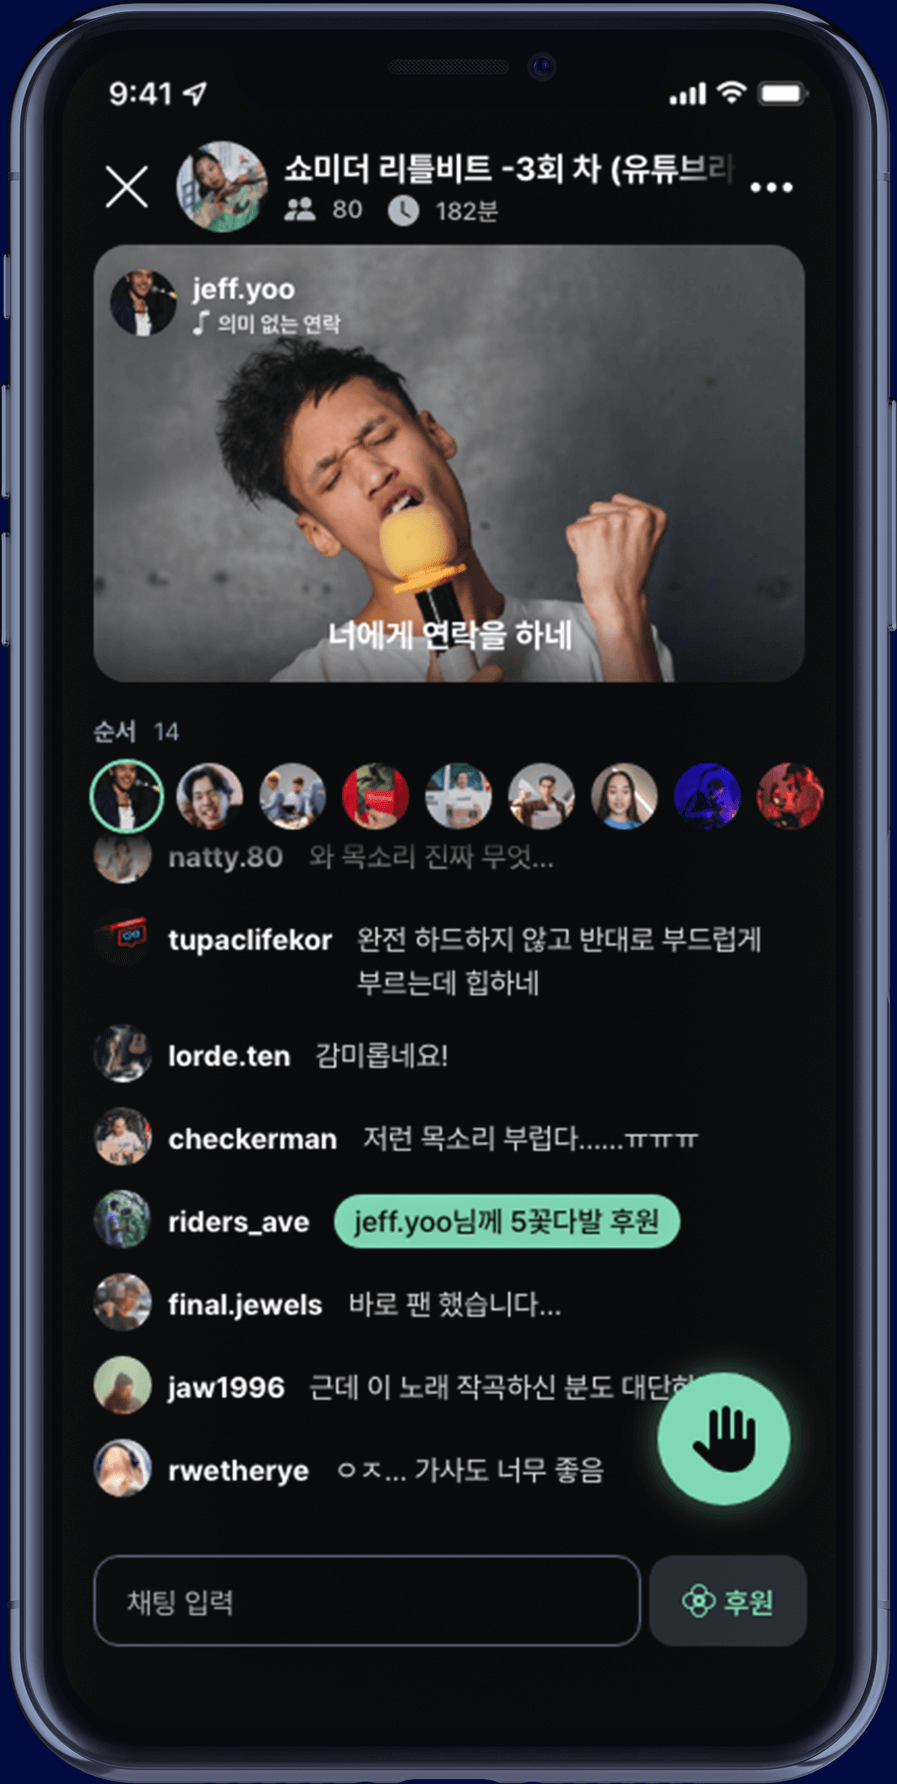 9:41
쇼미더 리틀비트 -3회 차 (유튜브라
80 182분
jeff.yoo
의미 없는 연락
너에게 연락을 하네
순서 14
natty.80 와 목소리 진짜 무엇...
tupaclifekor 완전 하드하지 않고 반대로 부드럽게
부르는데 힙하네
lorde.ten 감미롭네요!
checkerman 저런 목소리 부럽다......ㅠㅠㅠ
riders_ave jeff.yoo님께 5꽃다발 후원
final.jewels 바로 팬 했습니다...
jaw1996 근데 이 노래 작곡하신 분도 대단하
rwetherye ㅇㅈ... 가사도 너무 좋음
채팅 입력 후원